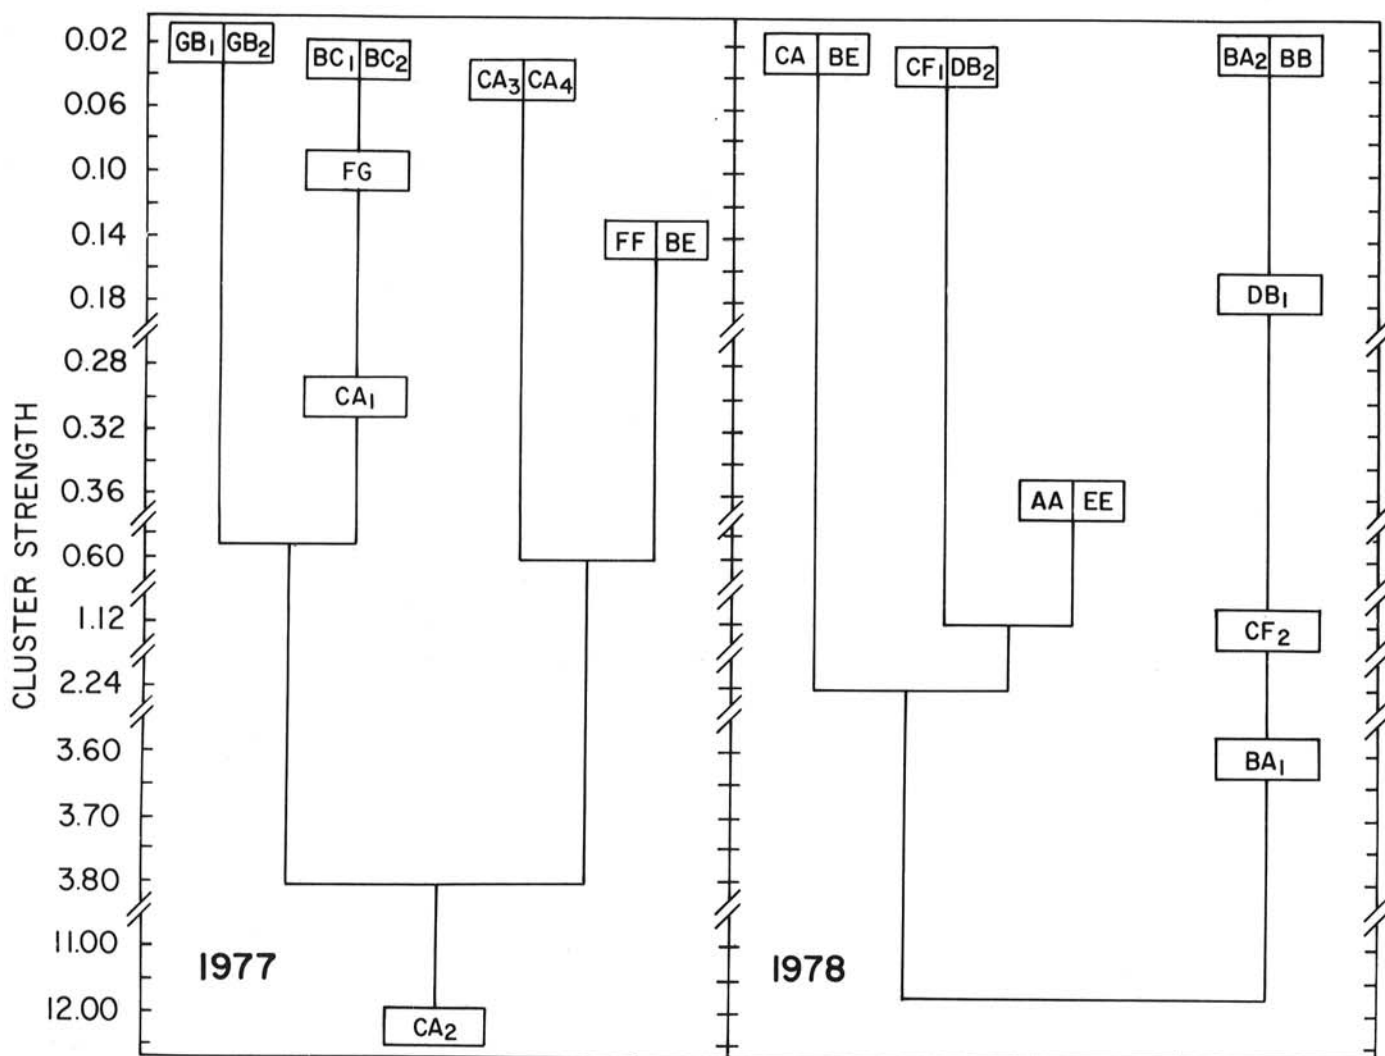 CLUSTER STRENGTH
0.02
0.06
0.10
0.14
0.18
0.28
0.32
0.36
0.60
1.12
2.24
3.60
3.70
3.80
11.00
12.00
GB₁ GB₂
BC₁ BC₂
CA₃ CA₄
FG
FF BE
CA₁
CA₂
1977
CA BE
CF₁ DB₂
BA₂ BB
DB₁
AA EE
CF₂
BA₁
1978